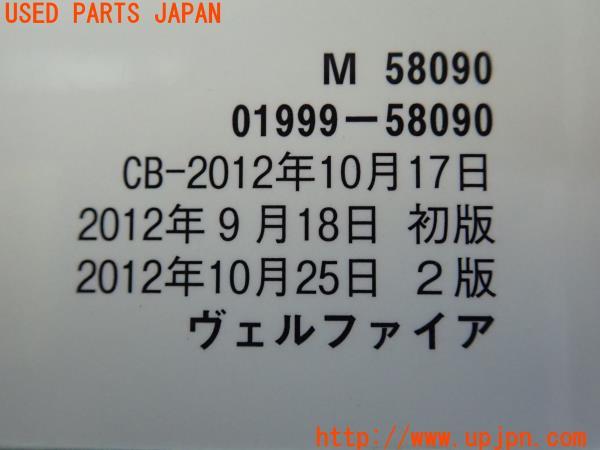 USED PARTS JAPAN
M 58090
01999-58090
CB-2012年10月17日
2012年9月18日 初版
2012年10月25日 2版
ヴェルファイア
http://www.upjpn.com/